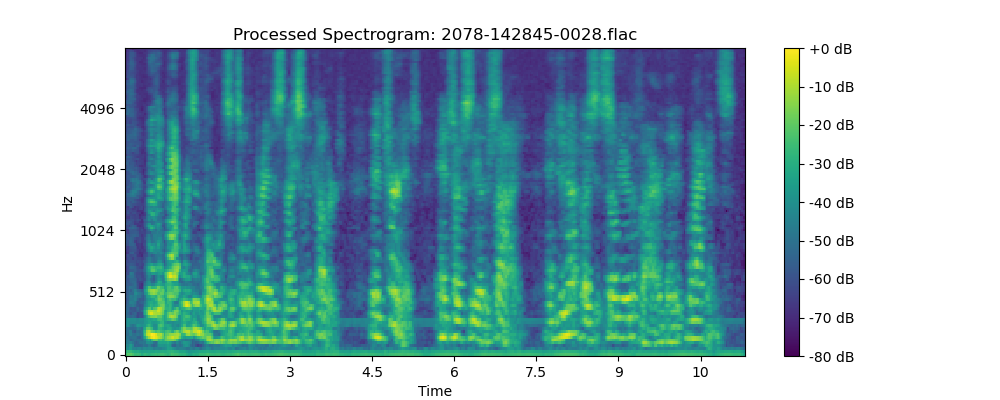 Processed Spectrogram: 2078-142845-0028.flac
Hz
4096
2048
1024
512
0
0 1.5 3 4.5 6 7.5 9 10
Time
+0 dB
-10 dB
-20 dB
-30 dB
-40 dB
-50 dB
-60 dB
-70 dB
-80 dB